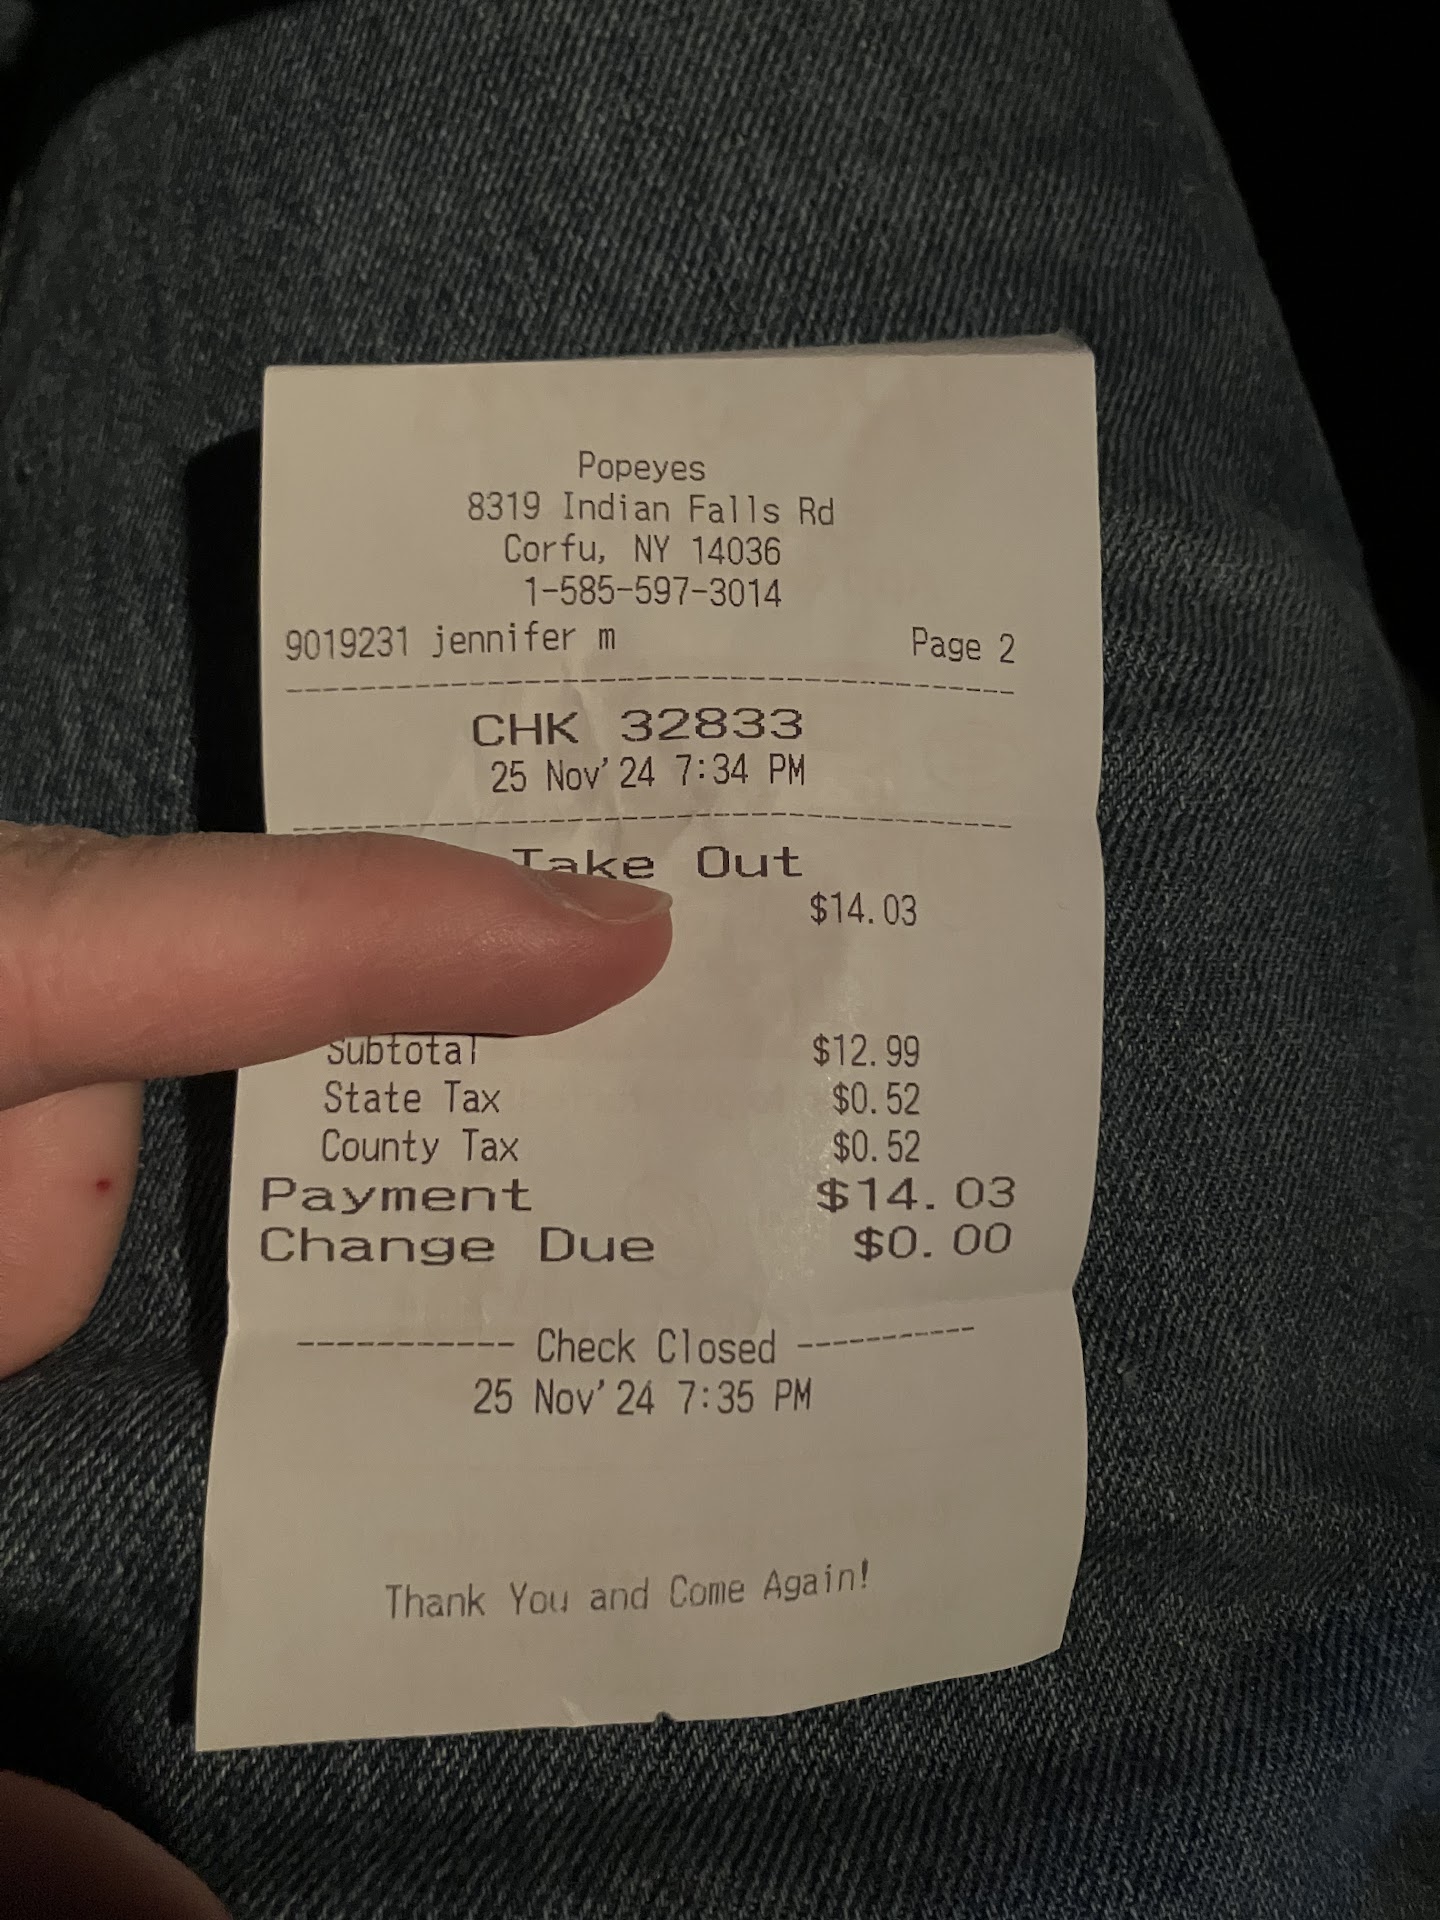 Popeyes
8319 Indian Falls Rd
Corfu, NY 14036
1-585-597-3014
9019231 jennifer m Page 2
CHK 32833
25 Nov'24 7:34 PM
Take Out
$14.03
Subtotal $12.99
State Tax $0.52
County Tax $0.52
Payment $14.03
Change Due $0.00
----------- Check Closed -----------
25 Nov'24 7:35 PM
Thank You and Come Again!